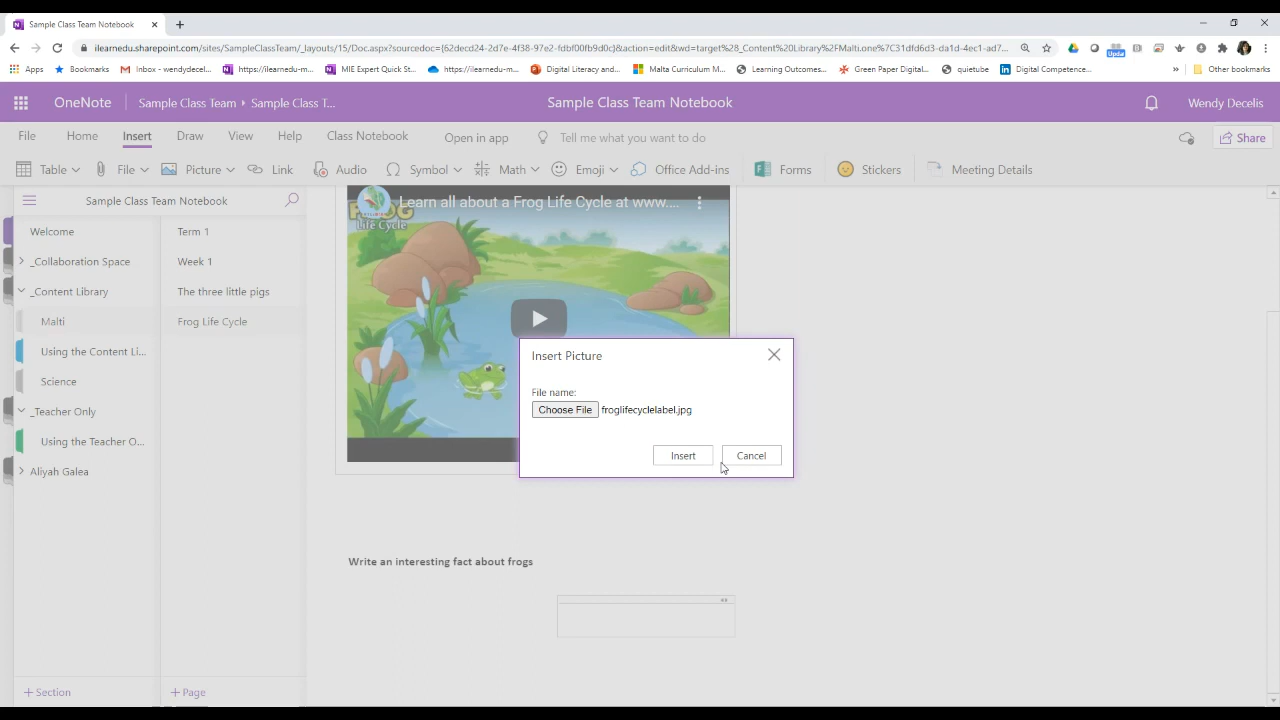 Sample Class Team Notebook
ilearnedu.sharepoint.com/sites/SampleClassTeam/_layouts/15/Doc.aspx?sourcedoc={62decd24-2d7e-4f38-97e2-fdbf00fb9d0c}&action=edit&wd=target%28_Content%20Library%2FMalti.one%7C31dfd6d3-da1d-4ec1-ad7...
Upda
Apps Bookmarks Inbox - wendydecel... https://ilearnedu-m... MIE Expert Quick St... https://ilearnedu-m... Digital Literacy and... Malta Curriculum M... Learning Outcomes... Green Paper Digital... quietube Digital Competence... » Other bookmarks
OneNote Sample Class Team Sample Class T... Sample Class Team Notebook Wendy Decelis
File Home Insert Draw View Help Class Notebook Open in app Tell me what you want to do Share
Table File Picture Link Audio Symbol Math Emoji Office Add-ins Forms Stickers Meeting Details
Sample Class Team Notebook
Welcome
_Collaboration Space
_Content Library
Malti
Using the Content Li...
Science
_Teacher Only
Using the Teacher O...
Aliyah Galea
+ Section
Term 1
Week 1
The three little pigs
Frog Life Cycle
+ Page
Learn all about a Frog Life Cycle at www....
FROG
Life Cycle
Insert Picture
File name:
Choose File froglifecyclelabel.jpg
Insert Cancel
Write an interesting fact about frogs